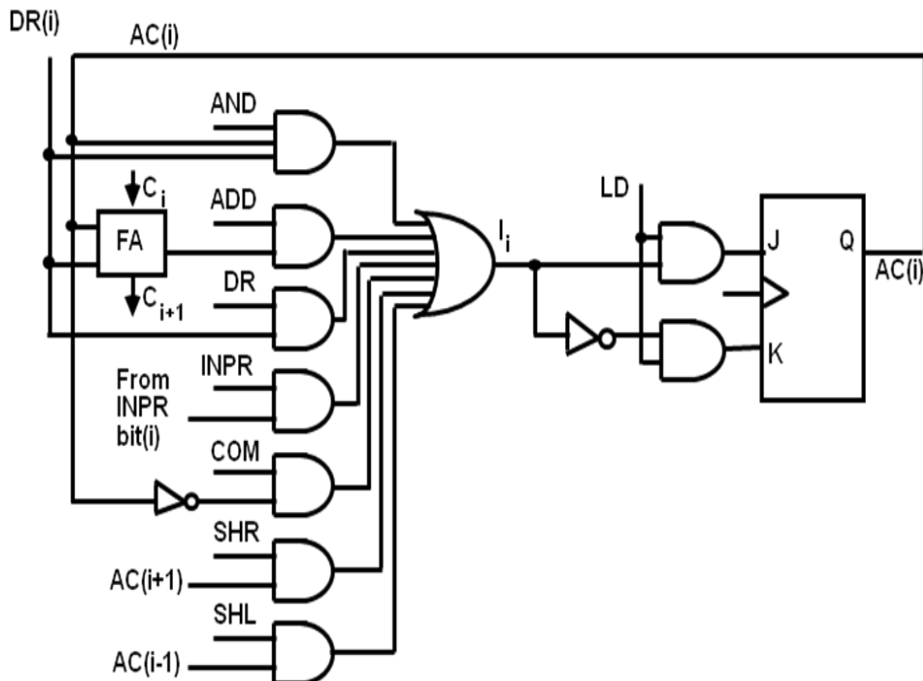 DR(i)
AC(i)
AND
C i
ADD
LD
FA
I i
J
Q
DR
AC(i)
C i+1
INPR
K
From
INPR
bit(i)
COM
SHR
AC(i+1)
SHL
AC(i-1)